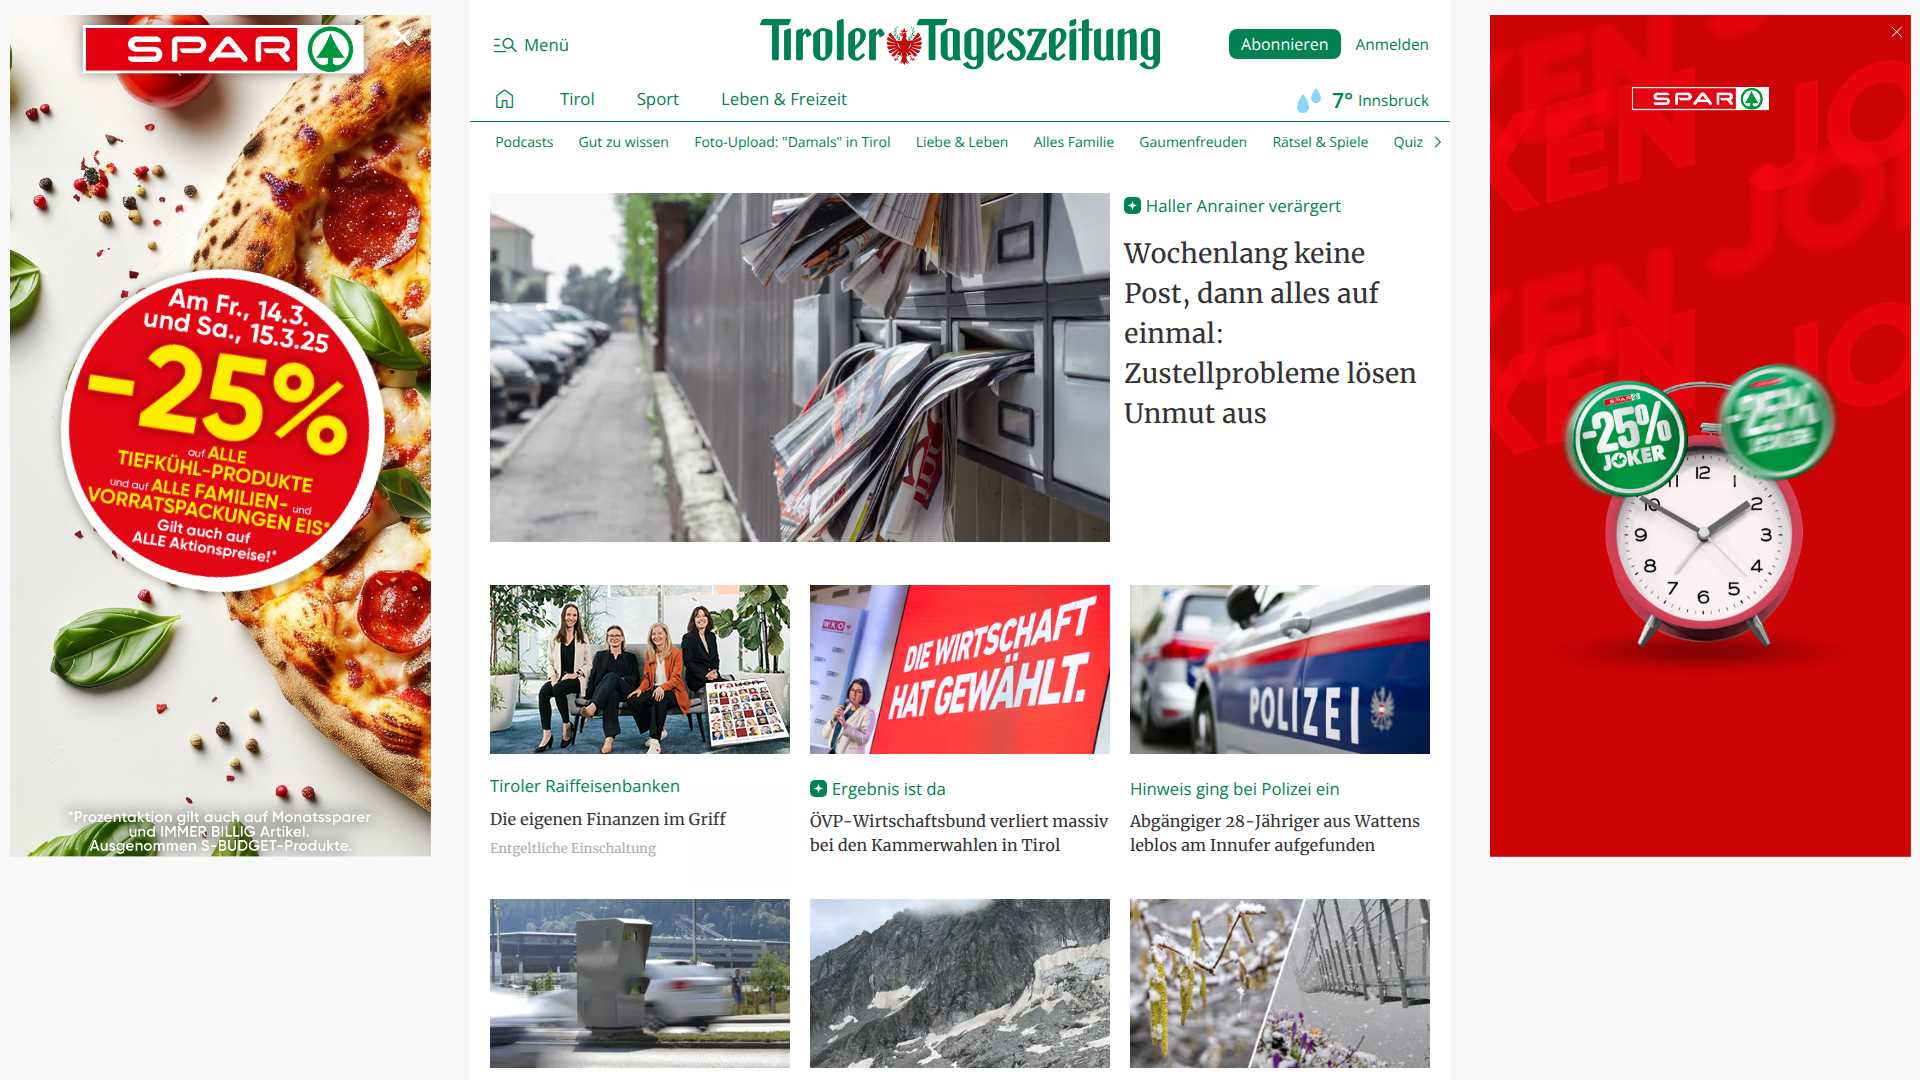 SPAR
Am Fr., 14.3.
und Sa., 15.3.25
-25%
auf ALLE
TIEFKÜHL-PRODUKTE
und auf ALLE FAMILIEN- und
VORRATSPACKUNGEN EIS*
Gilt auch auf
ALLE Aktionspreise!*
*Prozentaktion gilt auch auf Monatssparer
und IMMER BILLIG Artikel.
Ausgenommen S-BUDGET-Produkte.
Menü
Tiroler Tageszeitung
Abonnieren
Anmelden
Tirol
Sport
Leben & Freizeit
7° Innsbruck
Podcasts
Gut zu wissen
Foto-Upload: "Damals" in Tirol
Liebe & Leben
Alles Familie
Gaumenfreuden
Rätsel & Spiele
Quiz
Haller Anrainer verärgert
Wochenlang keine
Post, dann alles auf
einmal:
Zustellprobleme lösen
Unmut aus
frauen
WKO
DIE WIRTSCHAFT
HAT GEWÄHLT.
POLIZEI
Tiroler Raiffeisenbanken
Die eigenen Finanzen im Griff
Entgeltliche Einschaltung
Ergebnis ist da
ÖVP-Wirtschaftsbund verliert massiv
bei den Kammerwahlen in Tirol
Hinweis ging bei Polizei ein
Abgängiger 28-Jähriger aus Wattens
leblos am Innufer aufgefunden
SPAR
SPAR
-25%
JOKER
-25%
12
1
2
3
4
5
6
7
8
9
10